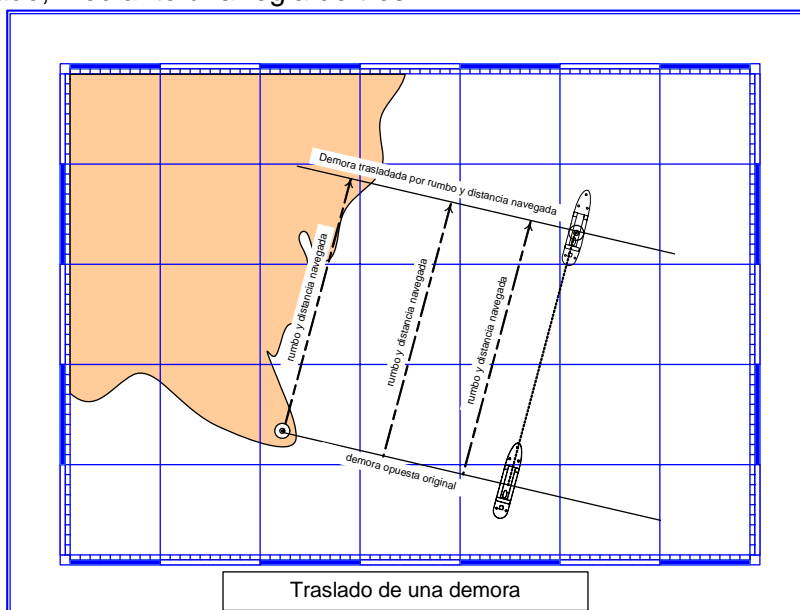 Demora trasladada por rumbo y distancia navegada
rumbo y distancia navegada
rumbo y distancia navegada
rumbo y distancia navegada
demora opuesta original
Traslado de una demora